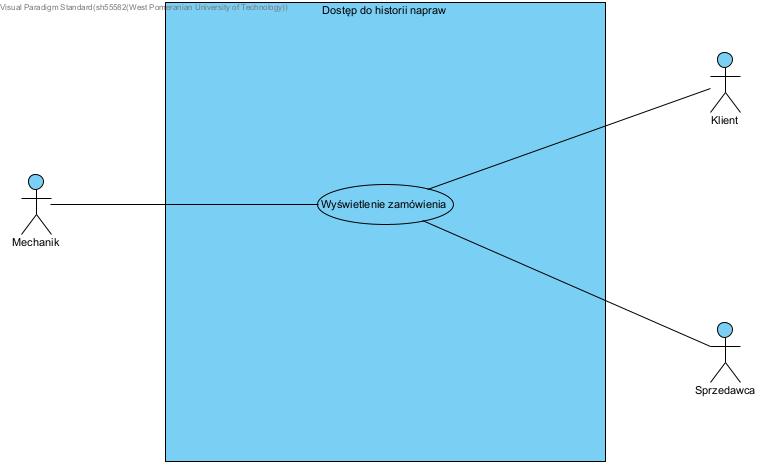 Visual Paradigm Standard(sh55582(West Pomeranian University of Technology))
Dostęp do historii napraw
Klient
Wyświetlenie zamówienia
Mechanik
Sprzedawca